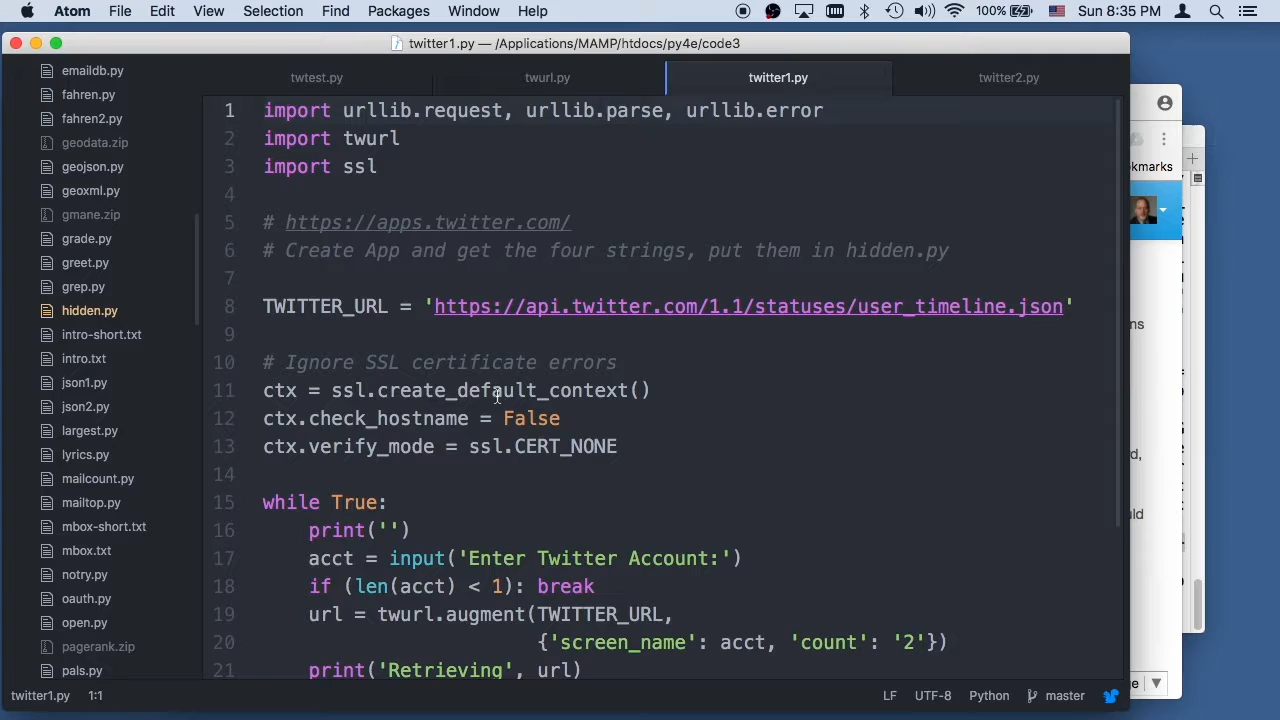 Atom File Edit View Selection Find Packages Window Help 100% Sun 8:35 PM
twitter1.py — /Applications/MAMP/htdocs/py4e/code3
twtest.py twurl.py twitter1.py twitter2.py
emaildb.py
fahren.py
fahren2.py
geodata.zip
geojson.py
geoxml.py
gmane.zip
grade.py
greet.py
grep.py
hidden.py
intro-short.txt
intro.txt
json1.py
json2.py
largest.py
lyrics.py
mailcount.py
mailtop.py
mbox-short.txt
mbox.txt
notry.py
oauth.py
open.py
pagerank.zip
pals.py
1 import urllib.request, urllib.parse, urllib.error
2 import twurl
3 import ssl
4
5 # https://apps.twitter.com/
6 # Create App and get the four strings, put them in hidden.py
7
8 TWITTER_URL = 'https://api.twitter.com/1.1/statuses/user_timeline.json'
9
10 # Ignore SSL certificate errors
11 ctx = ssl.create_default_context()
12 ctx.check_hostname = False
13 ctx.verify_mode = ssl.CERT_NONE
14
15 while True:
16 print('')
17 acct = input('Enter Twitter Account:')
18 if (len(acct) < 1): break
19 url = twurl.augment(TWITTER_URL,
20 {'screen_name': acct, 'count': '2'})
21 print('Retrieving', url)
twitter1.py 1:1 LF UTF-8 Python master
kmarks
ns
d,
uld
e